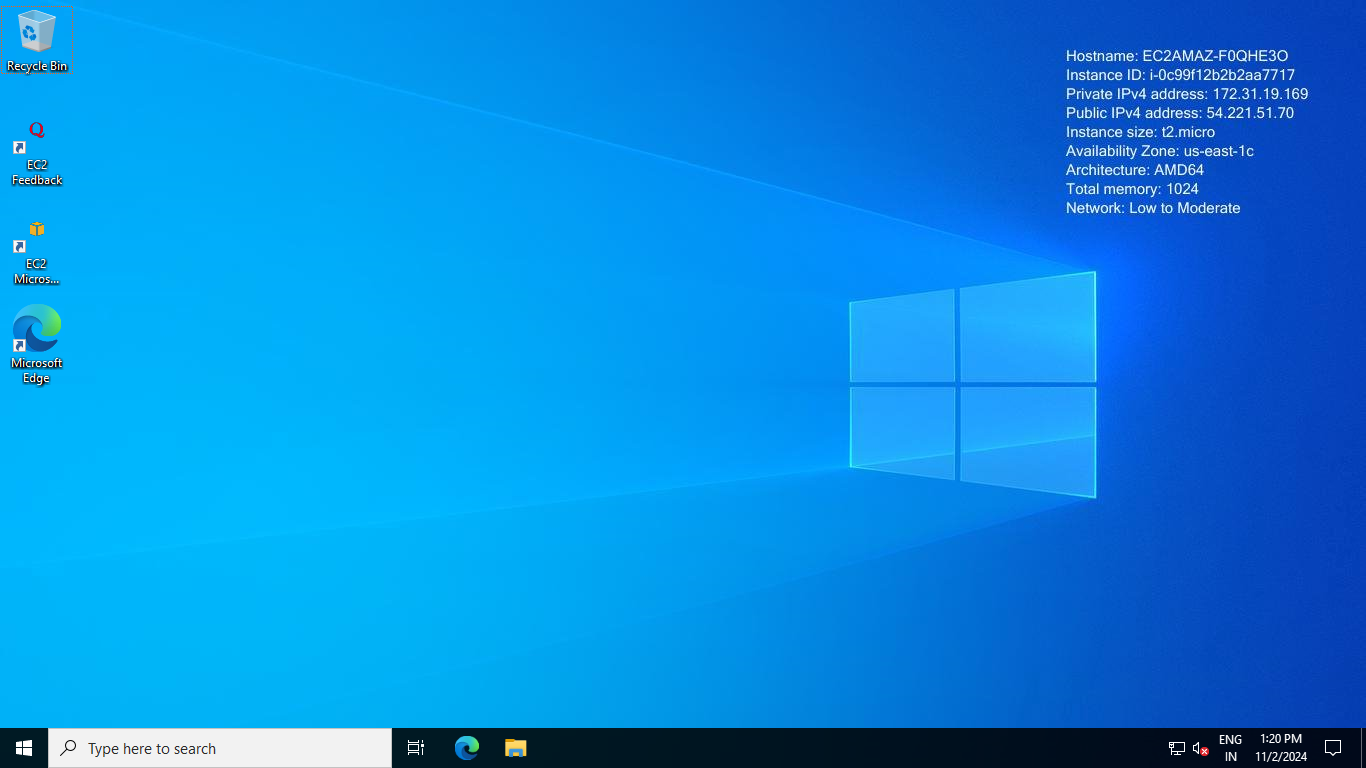 Recycle Bin
EC2
Feedback
EC2
Micros...
Microsoft
Edge
Hostname: EC2AMAZ-F0QHE3O
Instance ID: i-0c99f12b2b2aa7717
Private IPv4 address: 172.31.19.169
Public IPv4 address: 54.221.51.70
Instance size: t2.micro
Availability Zone: us-east-1c
Architecture: AMD64
Total memory: 1024
Network: Low to Moderate
Type here to search
ENG
IN
1:20 PM
11/2/2024